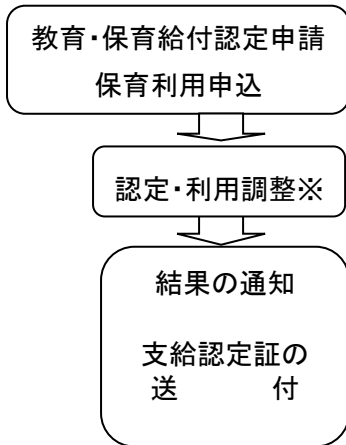 教育・保育給付認定申請
保育利用申込
認定・利用調整※
結果の通知
支給認定証の
送　　　付